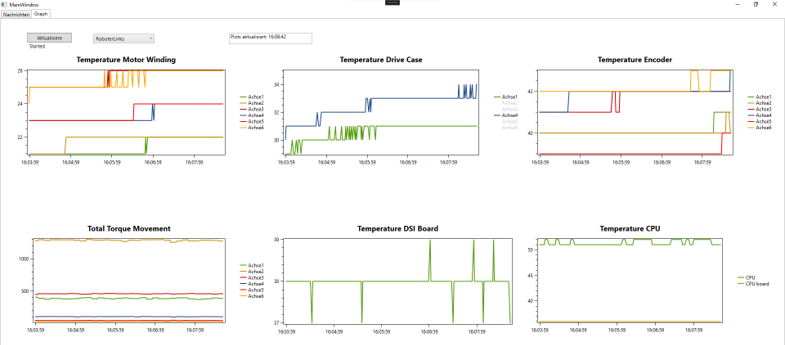 MainWindow
Nachrichten Graph
Aktualisiere RoboterLinks Plots aktualisiert: 16:08:42
Started
Temperature Motor Winding
26
24
22
16:03:59 16:04:59 16:05:59 16:06:59 16:07:59
Achse1
Achse2
Achse3
Achse4
Achse5
Achse6
Temperature Drive Case
34
32
30
16:03:59 16:04:59 16:05:59 16:06:59 16:07:59
Achse1
Achse2
Achse3
Achse4
Achse5
Achse6
Temperature Encoder
42
40
16:03:59 16:04:59 16:05:59 16:06:59 16:07:59
Achse1
Achse2
Achse3
Achse4
Achse5
Achse6
Total Torque Movement
1000
500
16:03:59 16:04:59 16:05:59 16:06:59 16:07:59
Achse1
Achse2
Achse3
Achse4
Achse5
Achse6
Temperature DSI Board
39
38
37
16:03:59 16:04:59 16:05:59 16:06:59 16:07:59
Temperature CPU
50
45
40
16:03:59 16:04:59 16:05:59 16:06:59 16:07:59
CPU
CPU board